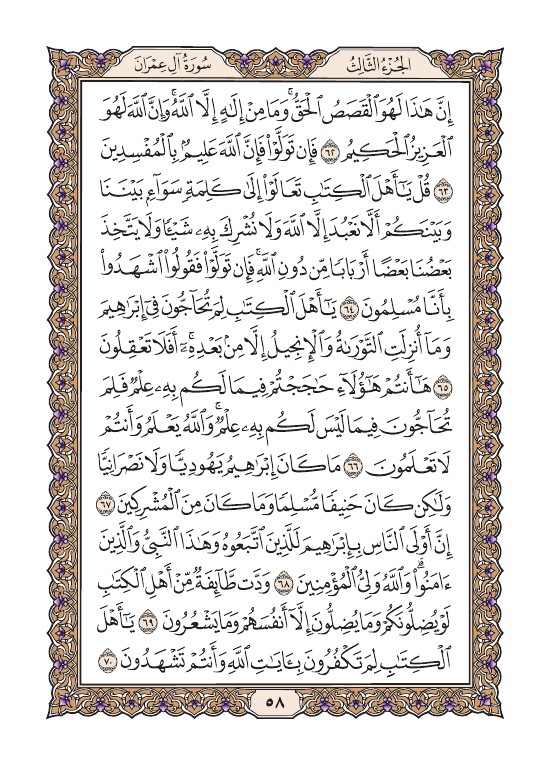 الجُزءُ الثَّالِثُ
سُورَةُ آلِ عِمۡرَانَ
إِنَّ هَٰذَا لَهُوَ ٱلۡقَصَصُ ٱلۡحَقُّۚ وَمَا مِنۡ إِلَٰهٍ إِلَّا ٱللَّهُۚ وَإِنَّ ٱللَّهَ لَهُوَ
ٱلۡعَزِيزُ ٱلۡحَكِيمُ ٦٢ فَإِن تَوَلَّوۡاْ فَإِنَّ ٱللَّهَ عَلِيمُۢ بِٱلۡمُفۡسِدِينَ
٦٣ قُلۡ يَٰٓأَهۡلَ ٱلۡكِتَٰبِ تَعَالَوۡاْ إِلَىٰ كَلِمَةٖ سَوَآءِۭ بَيۡنَنَا
وَبَيۡنَكُمۡ أَلَّا نَعۡبُدَ إِلَّا ٱللَّهَ وَلَا نُشۡرِكَ بِهِۦ شَيۡـٔٗا وَلَا يَتَّخِذَ
بَعۡضُنَا بَعۡضًا أَرۡبَابٗا مِّن دُونِ ٱللَّهِۚ فَإِن تَوَلَّوۡاْ فَقُولُواْ ٱشۡهَدُواْ
بِأَنَّا مُسۡلِمُونَ ٦٤ يَٰٓأَهۡلَ ٱلۡكِتَٰبِ لِمَ تُحَآجُّونَ فِيٓ إِبۡرَٰهِيمَ
وَمَآ أُنزِلَتِ ٱلتَّوۡرَىٰةُ وَٱلۡإِنجِيلُ إِلَّا مِنۢ بَعۡدِهِۦٓۚ أَفَلَا تَعۡقِلُونَ
٦٥ هَٰٓأَنتُمۡ هَٰٓؤُلَآءِ حَٰجَجۡتُمۡ فِيمَا لَكُم بِهِۦ عِلۡمٞ فَلِمَ
تُحَآجُّونَ فِيمَا لَيۡسَ لَكُم بِهِۦ عِلۡمٞۚ وَٱللَّهُ يَعۡلَمُ وَأَنتُمۡ
لَا تَعۡلَمُونَ ٦٦ مَا كَانَ إِبۡرَٰهِيمُ يَهُودِيّٗا وَلَا نَصۡرَانِيّٗا
وَلَٰكِن كَانَ حَنِيفٗا مُّسۡلِمٗا وَمَا كَانَ مِنَ ٱلۡمُشۡرِكِينَ ٦٧
إِنَّ أَوۡلَى ٱلنَّاسِ بِإِبۡرَٰهِيمَ لَلَّذِينَ ٱتَّبَعُوهُ وَهَٰذَا ٱلنَّبِيُّ وَٱلَّذِينَ
ءَامَنُواْۗ وَٱللَّهُ وَلِيُّ ٱلۡمُؤۡمِنِينَ ٦٨ وَدَّت طَّآئِفَةٞ مِّنۡ أَهۡلِ ٱلۡكِتَٰبِ
لَوۡ يُضِلُّونَكُمۡ وَمَا يُضِلُّونَ إِلَّآ أَنفُسَهُمۡ وَمَا يَشۡعُرُونَ ٦٩ يَٰٓأَهۡلَ
ٱلۡكِتَٰبِ لِمَ تَكۡفُرُونَ بِـَٔايَٰتِ ٱللَّهِ وَأَنتُمۡ تَشۡهَدُونَ ٧٠
٥٨